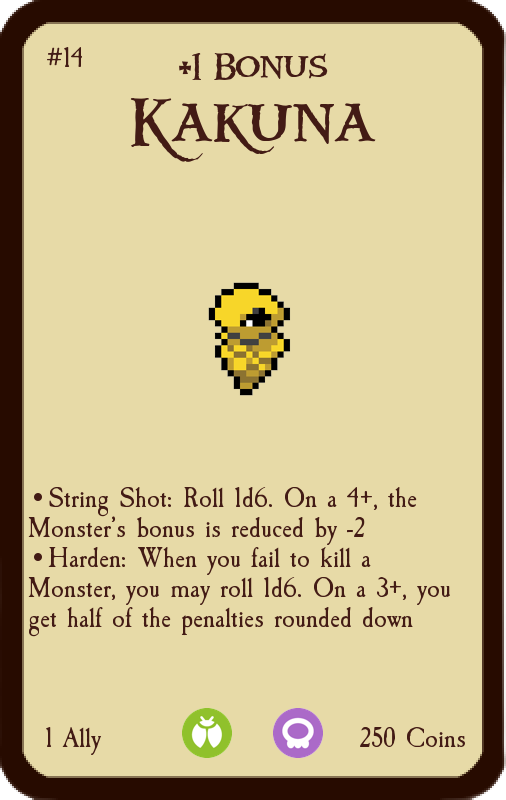 #14
+1 Bonus
Kakuna
•String Shot: Roll 1d6. On a 4+, the
Monster's bonus is reduced by -2
•Harden: When you fail to kill a
Monster, you may roll 1d6. On a 3+, you
get half of the penalties rounded down
1 Ally
250 Coins